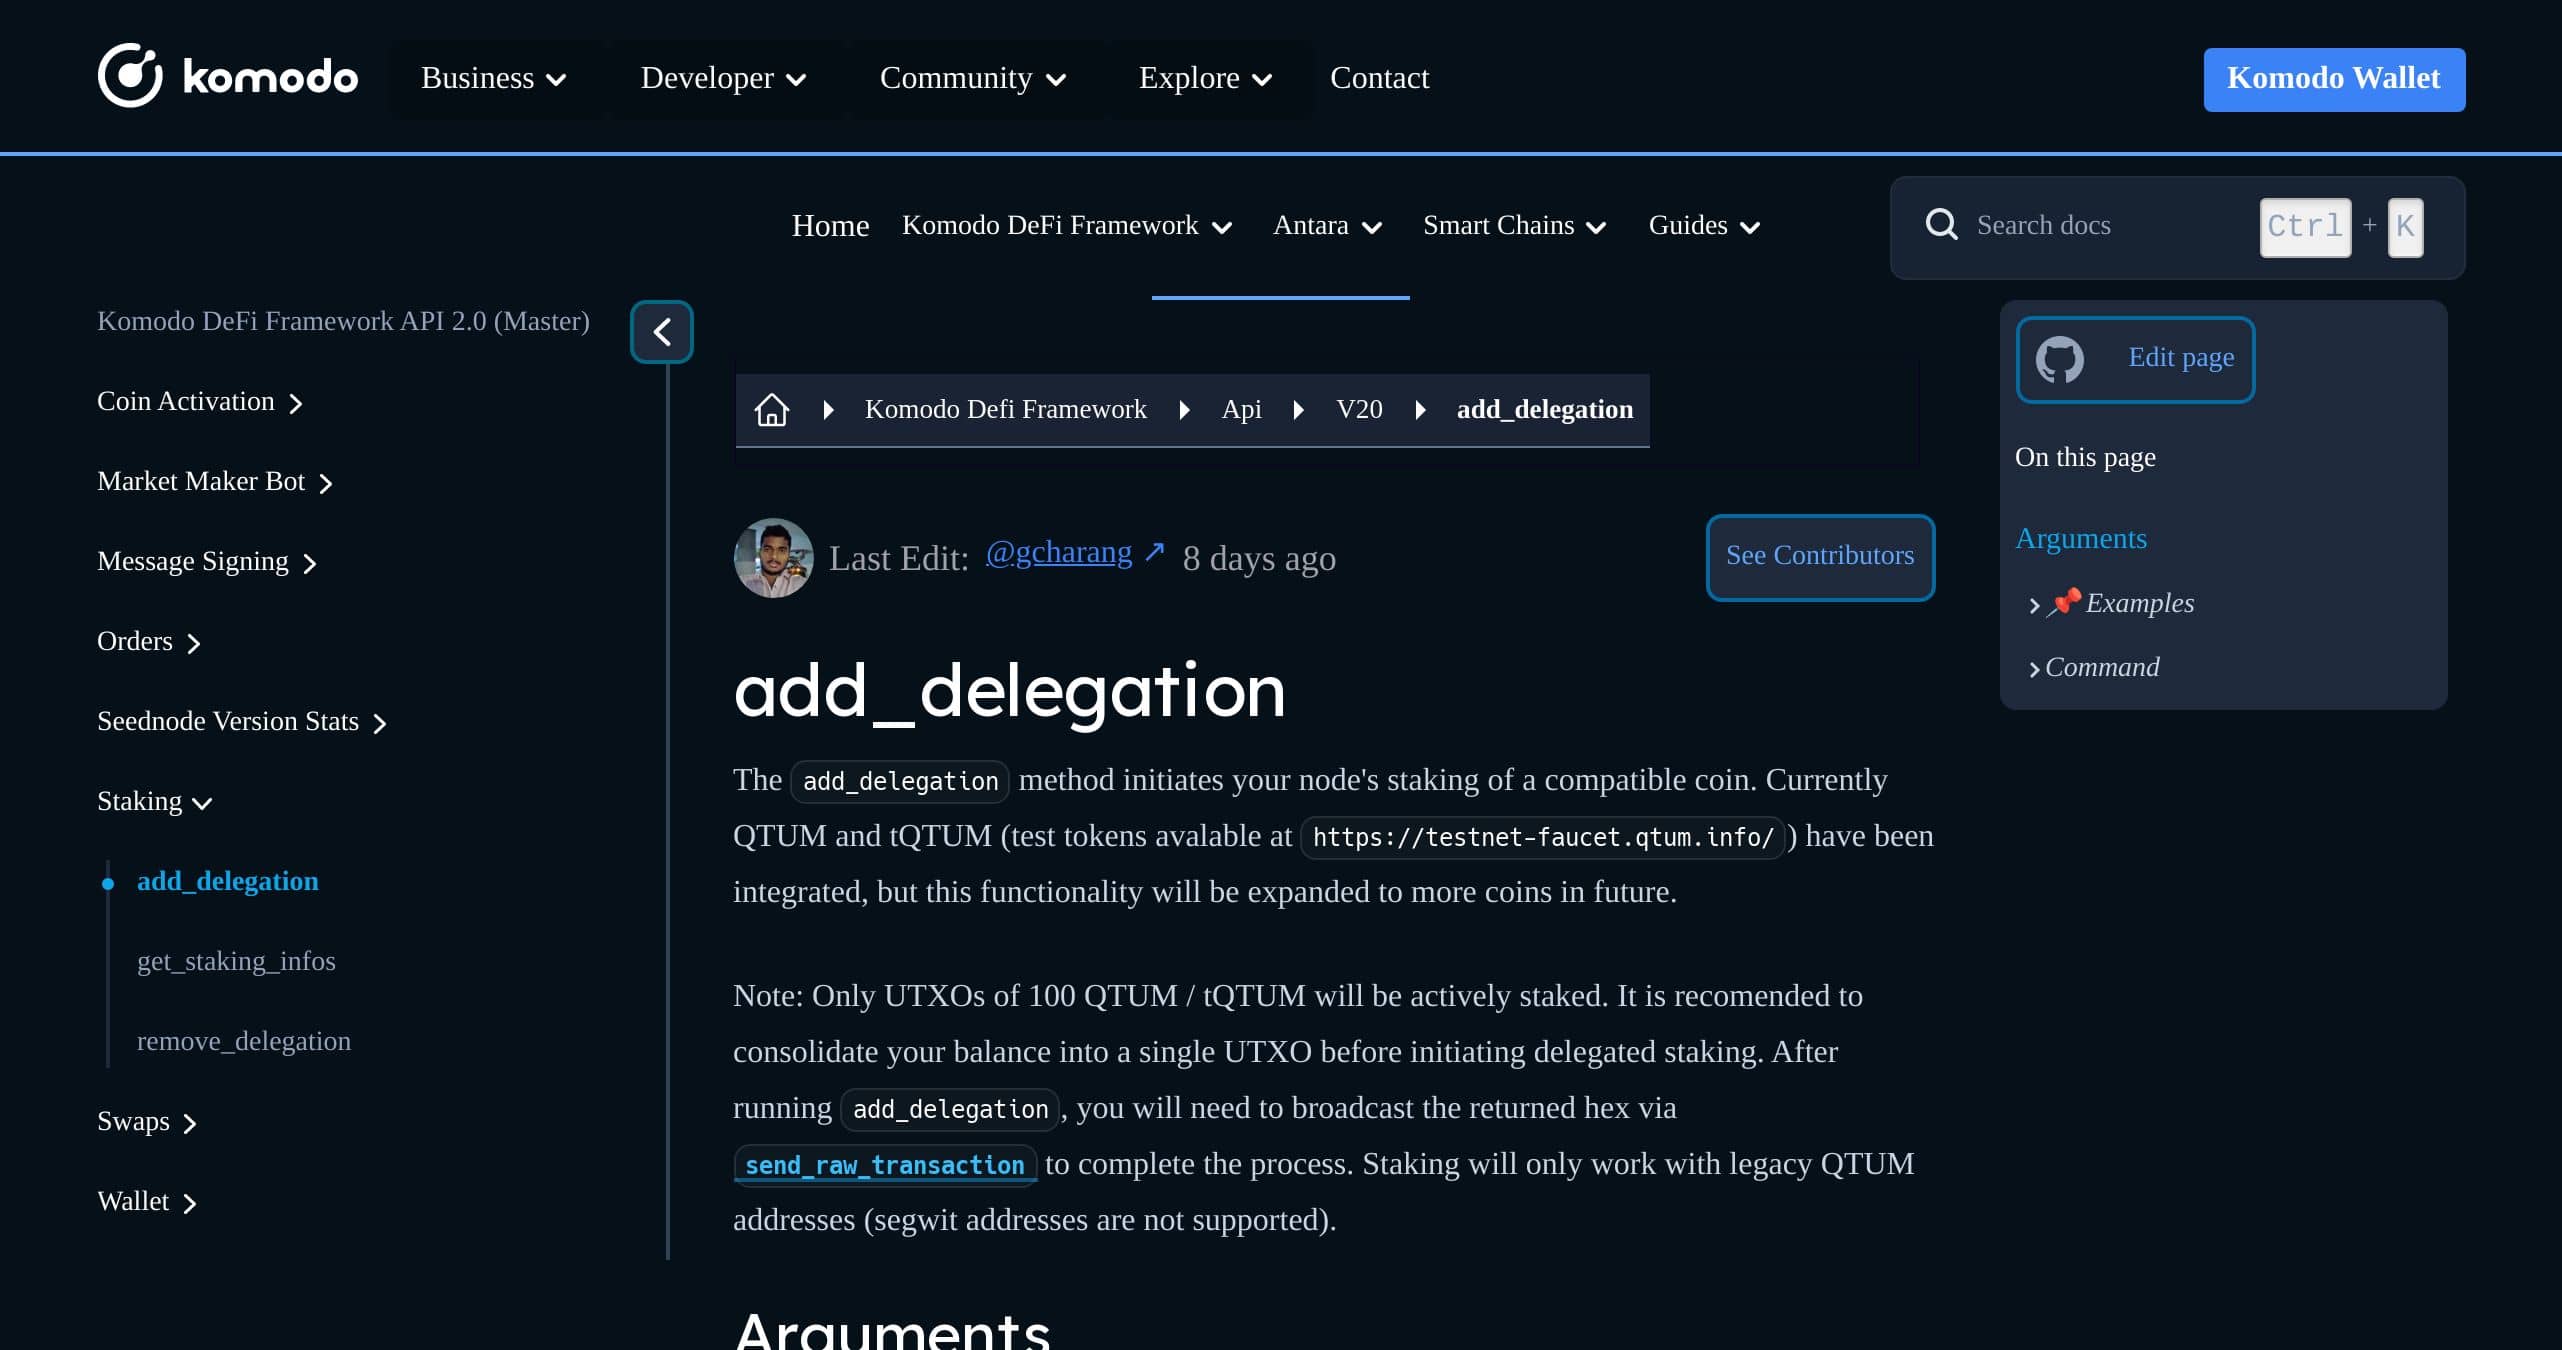 komodo Business Developer Community Explore Contact Komodo Wallet
Home Komodo DeFi Framework Antara Smart Chains Guides Search docs Ctrl + K
Komodo DeFi Framework API 2.0 (Master)
Coin Activation
Market Maker Bot
Message Signing
Orders
Seednode Version Stats
Staking
add_delegation
get_staking_infos
remove_delegation
Swaps
Wallet
Komodo Defi Framework Api V20 add_delegation
Last Edit: @gcharang ↗ 8 days ago See Contributors
add_delegation
The add_delegation method initiates your node's staking of a compatible coin. Currently
QTUM and tQTUM (test tokens avalable at https://testnet-faucet.qtum.info/) have been
integrated, but this functionality will be expanded to more coins in future.
Note: Only UTXOs of 100 QTUM / tQTUM will be actively staked. It is recomended to
consolidate your balance into a single UTXO before initiating delegated staking. After
running add_delegation, you will need to broadcast the returned hex via
send_raw_transaction to complete the process. Staking will only work with legacy QTUM
addresses (segwit addresses are not supported).
Arguments
Edit page
On this page
Arguments
📌 Examples
Command